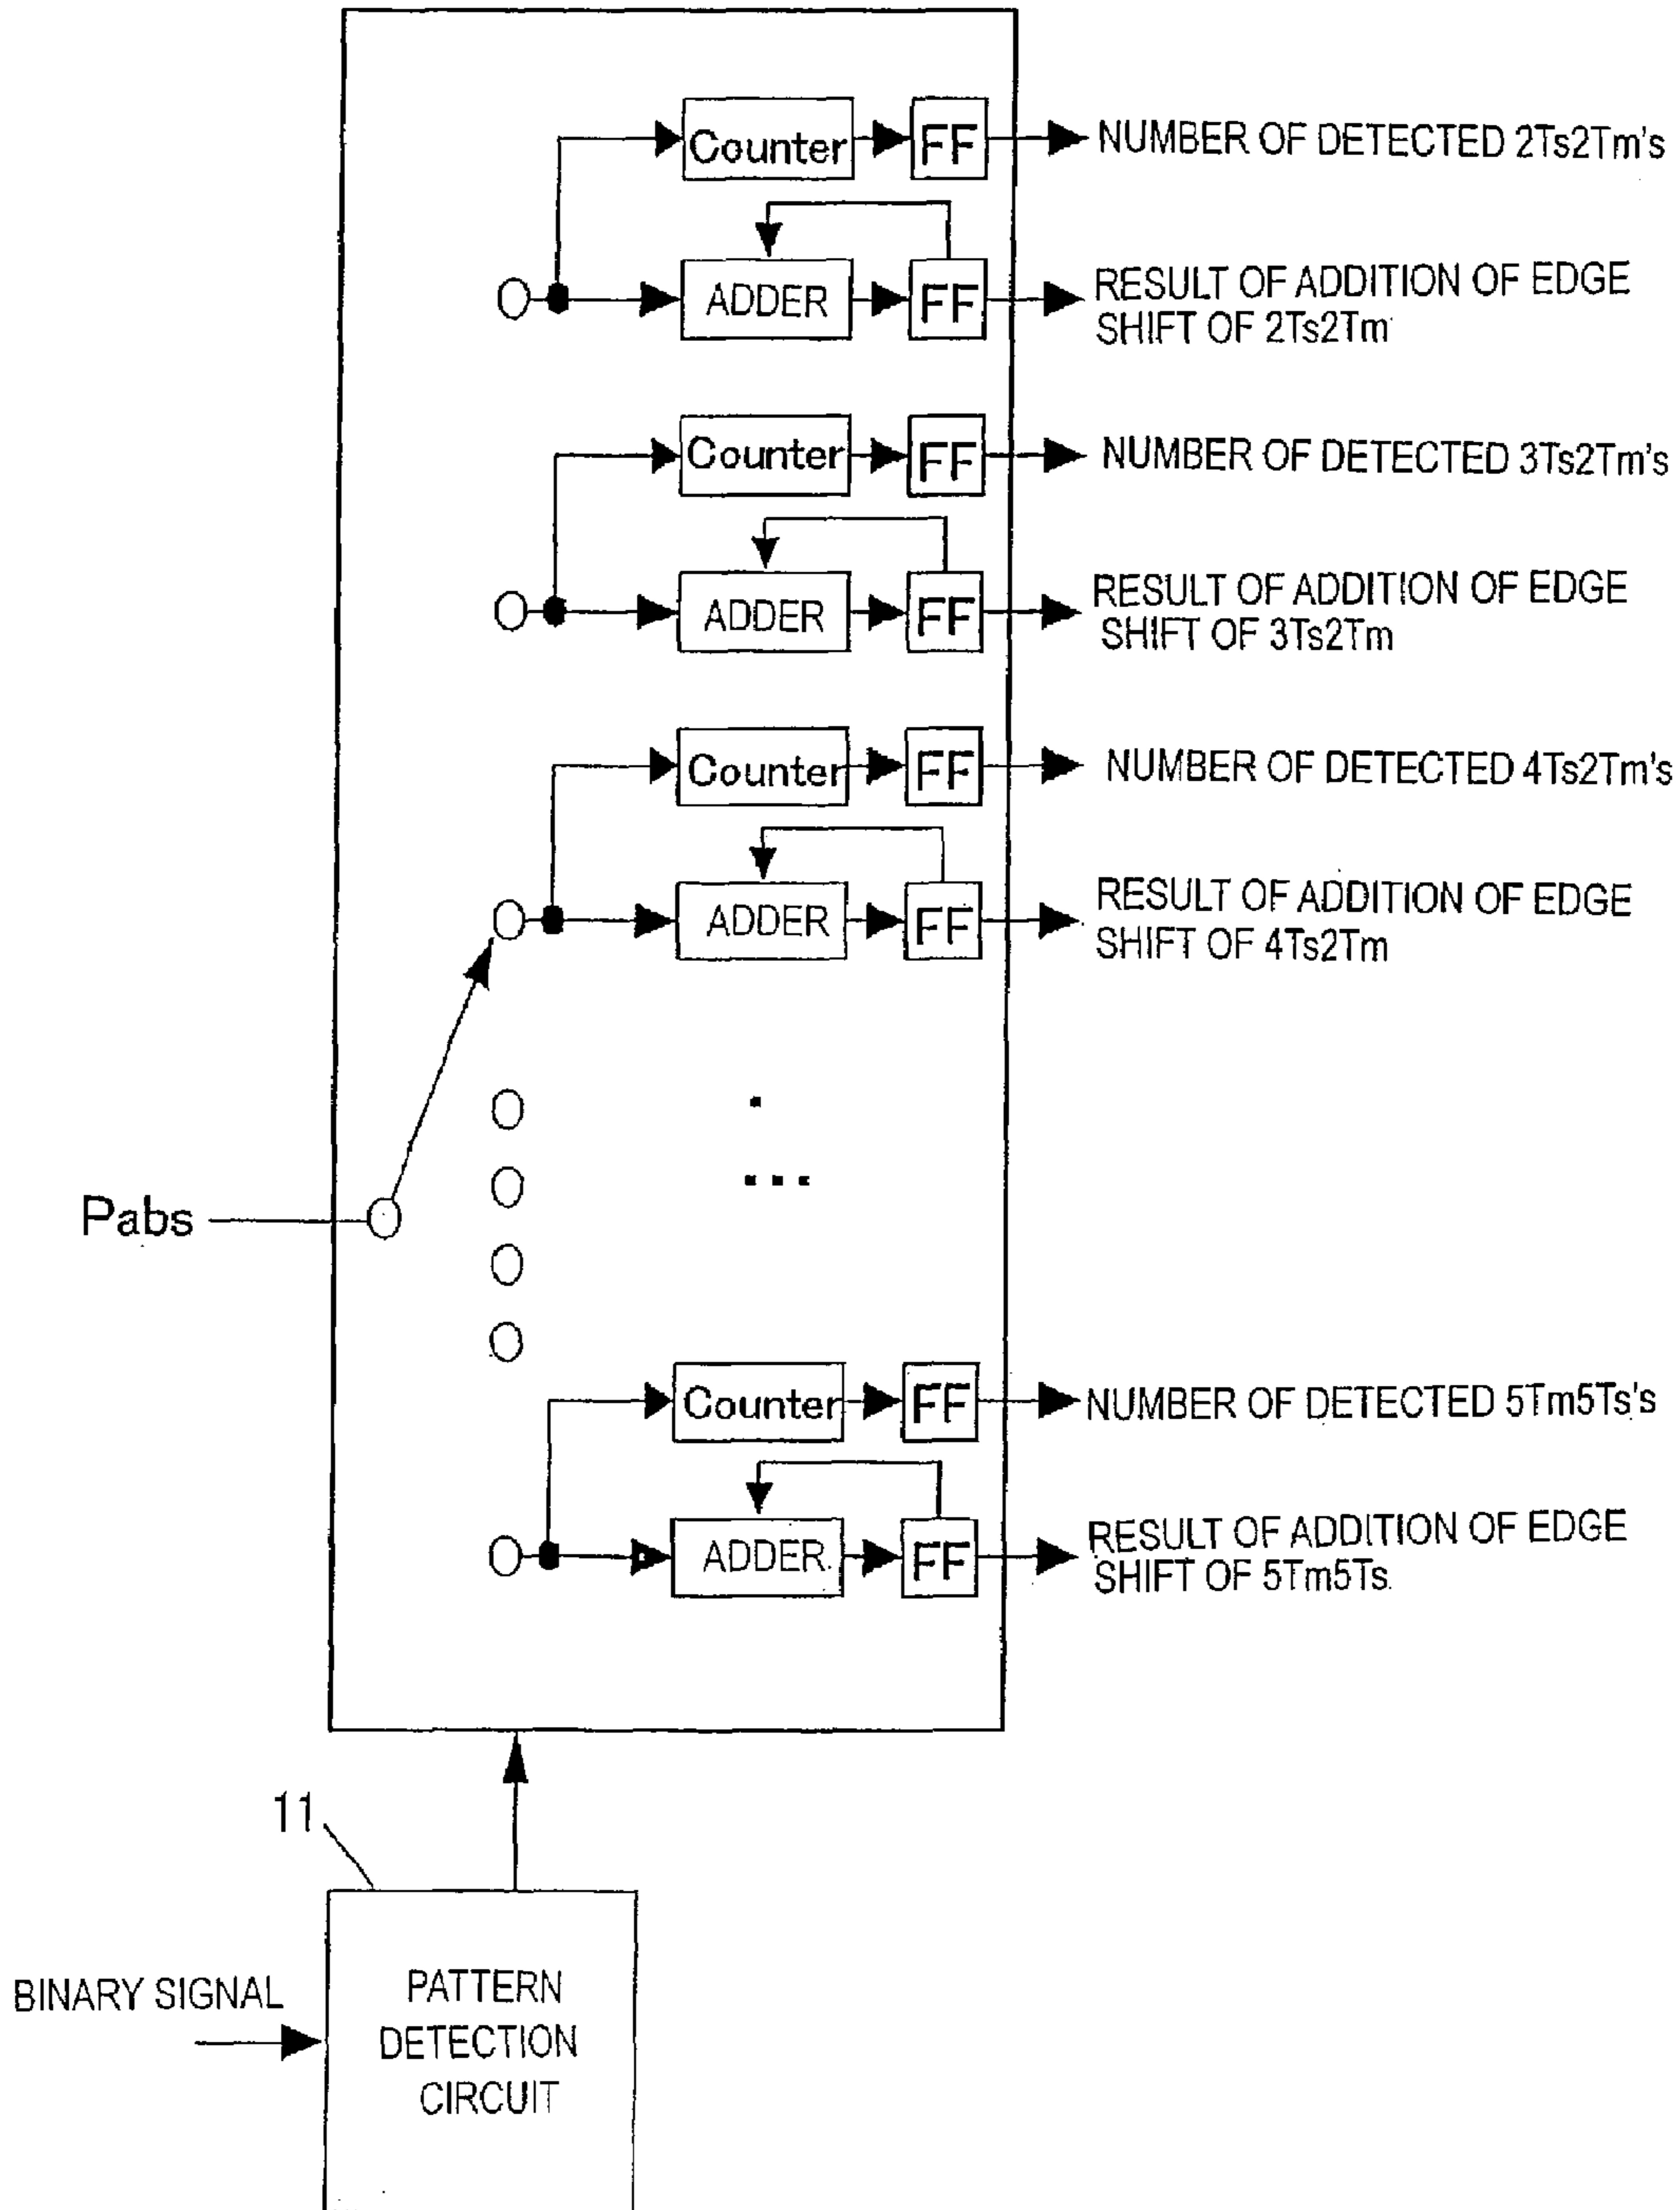 Counter FF NUMBER OF DETECTED 2Ts2Tm's
ADDER FF RESULT OF ADDITION OF EDGE
SHIFT OF 2Ts2Tm
Counter FF NUMBER OF DETECTED 3Ts2Tm's
ADDER FF RESULT OF ADDITION OF EDGE
SHIFT OF 3Ts2Tm
Counter FF NUMBER OF DETECTED 4Ts2Tm's
ADDER FF RESULT OF ADDITION OF EDGE
SHIFT OF 4Ts2Tm
Pabs
Counter FF NUMBER OF DETECTED 5Tm5Ts's
ADDER FF RESULT OF ADDITION OF EDGE
SHIFT OF 5Tm5Ts
11
BINARY SIGNAL
PATTERN
DETECTION
CIRCUIT